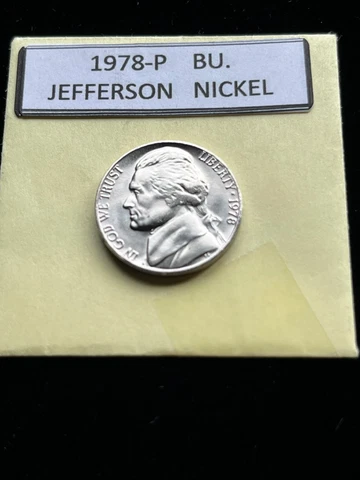 1978-P BU.
JEFFERSON NICKEL
IN GOD WE TRUST
LIBERTY · 1978